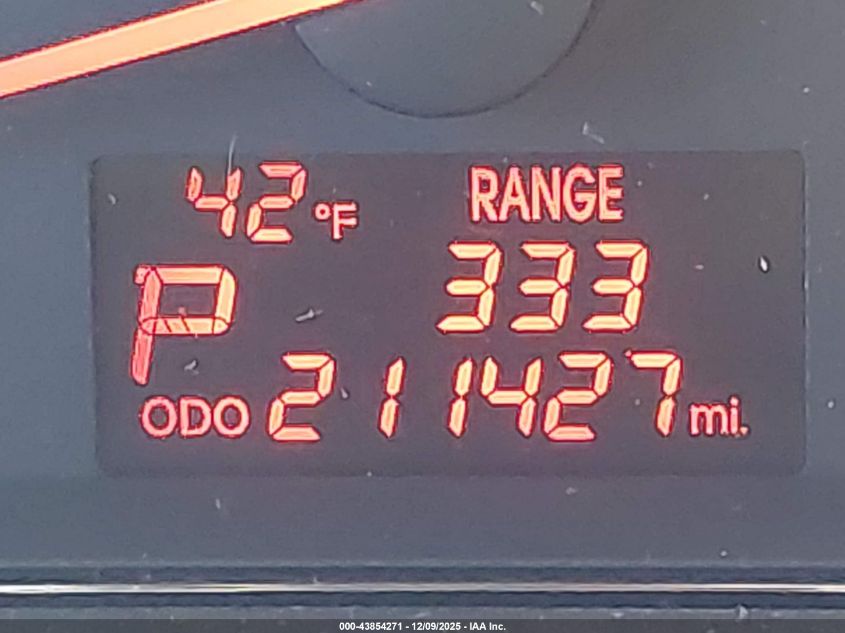 42 °F RANGE
P 333
ODO 211427 mi.
000-43854271 - 12/09/2025 - IAA Inc.